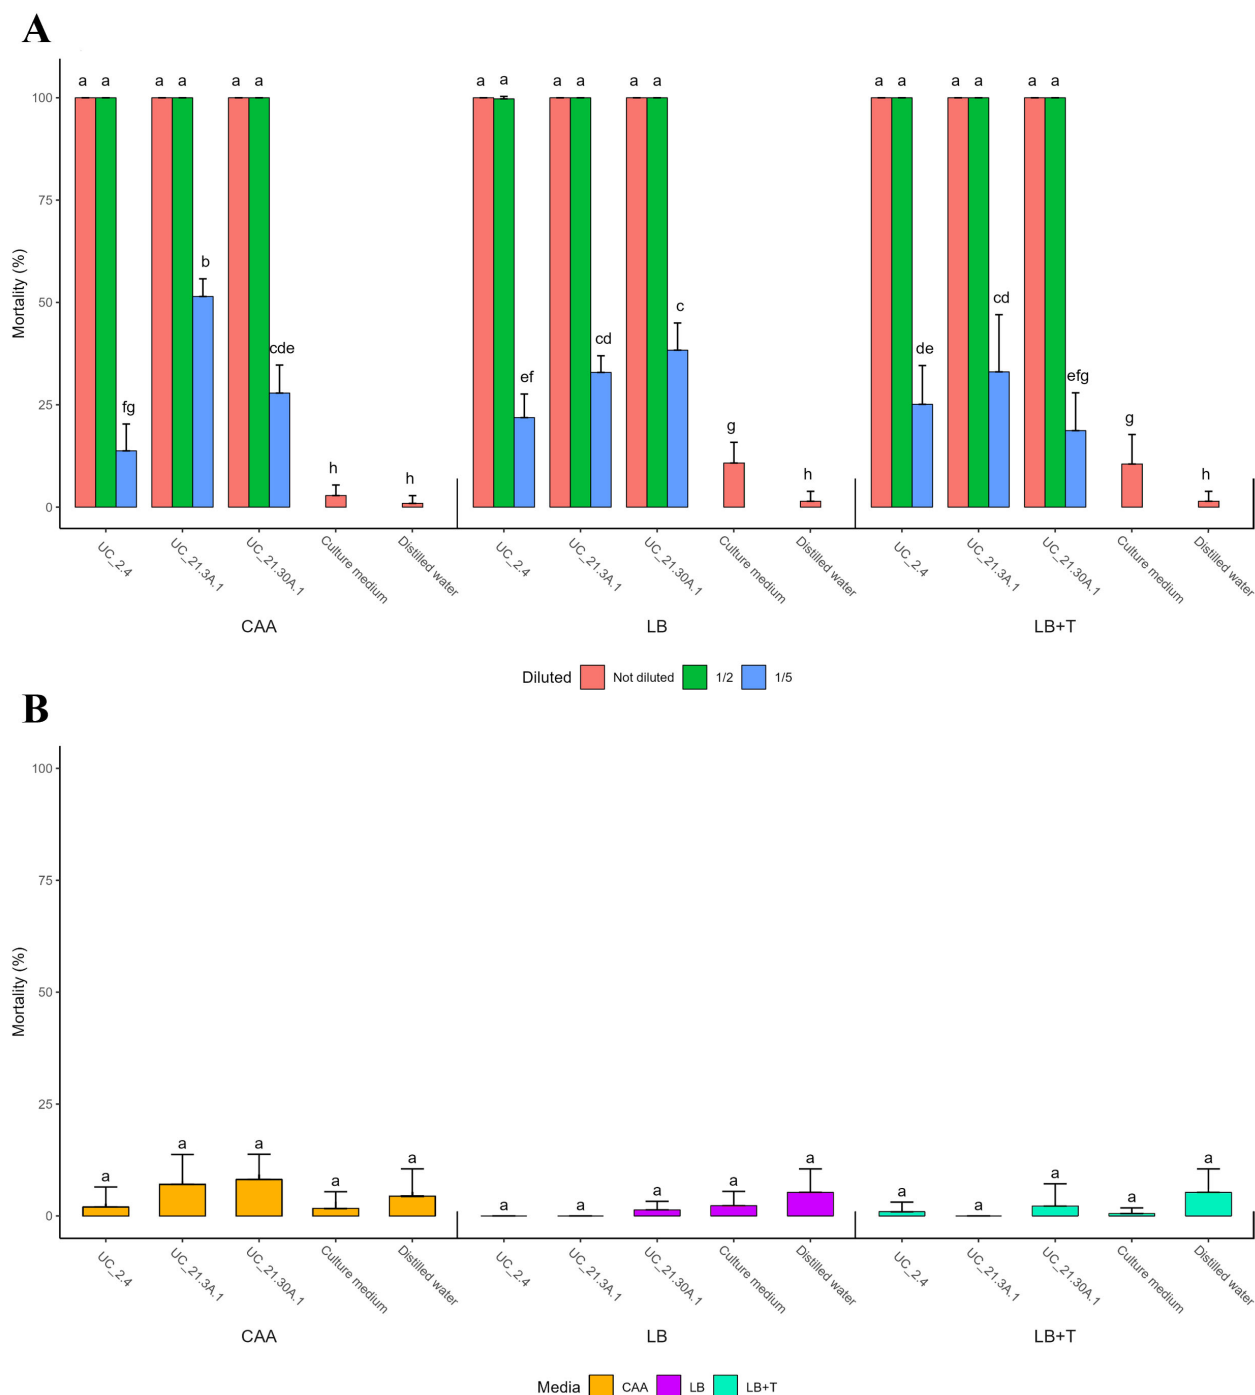 A
a a a a a a a a a a a a a a a a a a
100
75
b
50
cd
c
cde
de
cd
efg
ef
25
fg
g
g
h
h
h
h
0
Mortality (%)
UC_2.4
UC_21.3A.1
UC_21.30A.1
Culture medium
Distilled water
UC_2.4
UC_21.3A.1
UC_21.30A.1
Culture medium
Distilled water
UC_2.4
UC_21.3A.1
UC_21.30A.1
Culture medium
Distilled water
CAA LB LB+T
Diluted Not diluted 1/2 1/5
B
100
75
50
25
0
Mortality (%)
a a a a a a a a a a a a a a a
UC_2.4
UC_21.3A.1
UC_21.30A.1
Culture medium
Distilled water
UC_2.4
UC_21.3A.1
UC_21.30A.1
Culture medium
Distilled water
UC_2.4
UC_21.3A.1
UC_21.30A.1
Culture medium
Distilled water
CAA LB LB+T
Media CAA LB LB+T